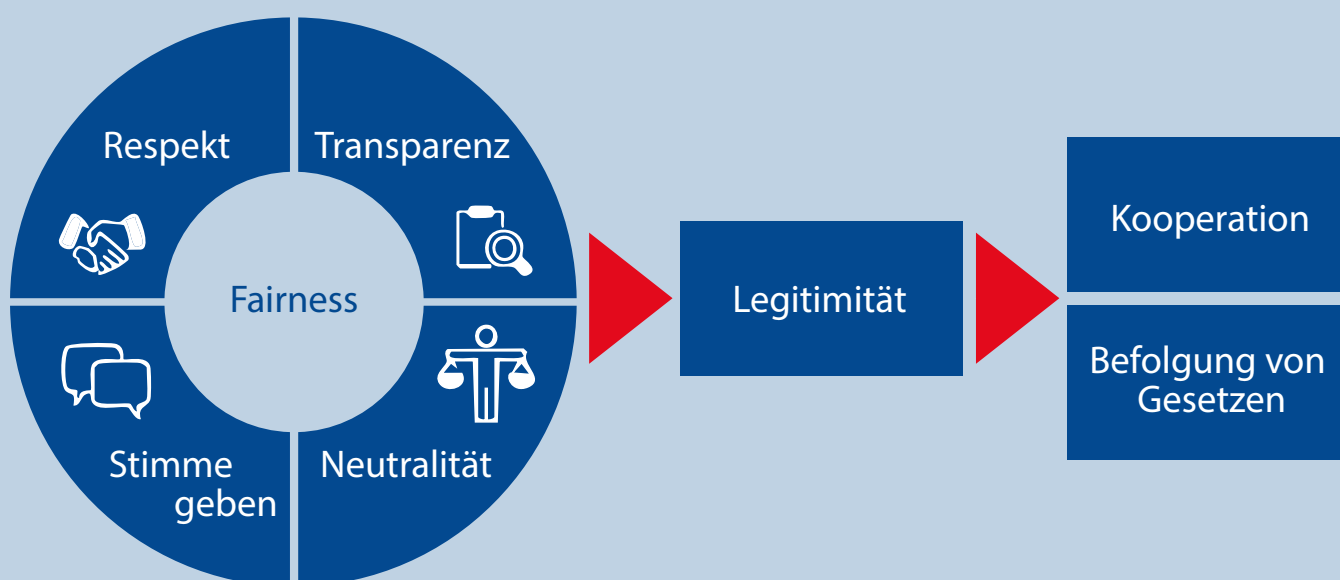 Respekt
Transparenz
Fairness
Stimme
geben
Neutralität
Legitimität
Kooperation
Befolgung von
Gesetzen